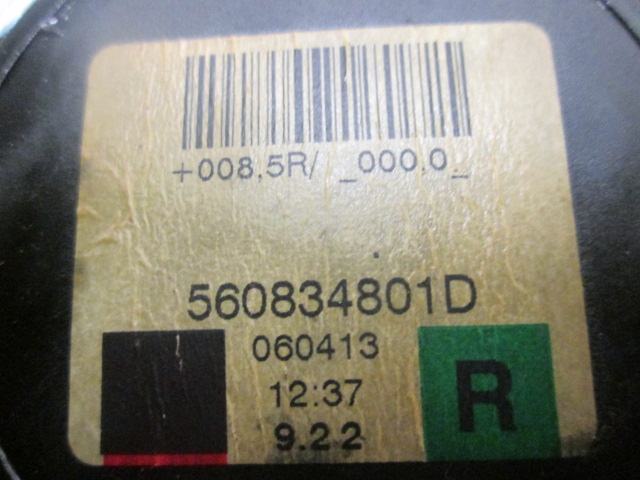 +008.5R/ _000.0_
560834801D
060413
12:37
R
9.22